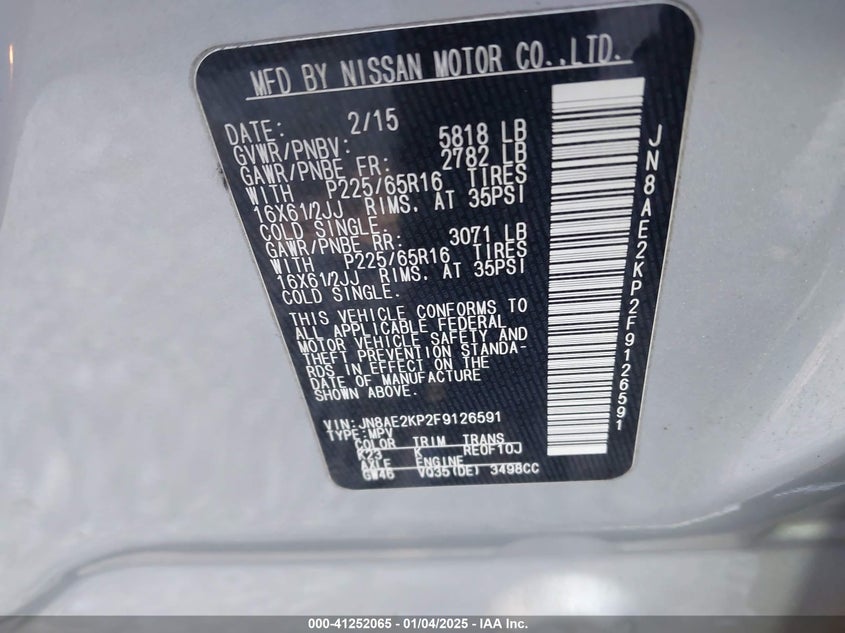 MFD BY NISSAN MOTOR CO.,LTD.
DATE: 2/15
GVWR/PNBV: 5818 LB
GAWR/PNBE FR: 2782 LB
WITH P225/65R16 TIRES
16X61/2JJ RIMS, AT 35PSI
COLD SINGLE.
GAWR/PNBE RR: 3071 LB
WITH P225/65R16 TIRES
16X61/2JJ RIMS, AT 35PSI
COLD SINGLE.
THIS VEHICLE CONFORMS TO
ALL APPLICABLE FEDERAL
MOTOR VEHICLE SAFETY AND
THEFT PREVENTION STANDA-
RDS IN EFFECT ON THE
DATE OF MANUFACTURE
SHOWN ABOVE.
VIN:JN8AE2KP2F9126591
TYPE:MPV
COLOR TRIM TRANS
K23 K RE0F10J
AXLE ENGINE
GW46 VQ35(DE) 3498CC
JN8AE2KP2F9126591
000-41252065 - 01/04/2025 - IAA Inc.